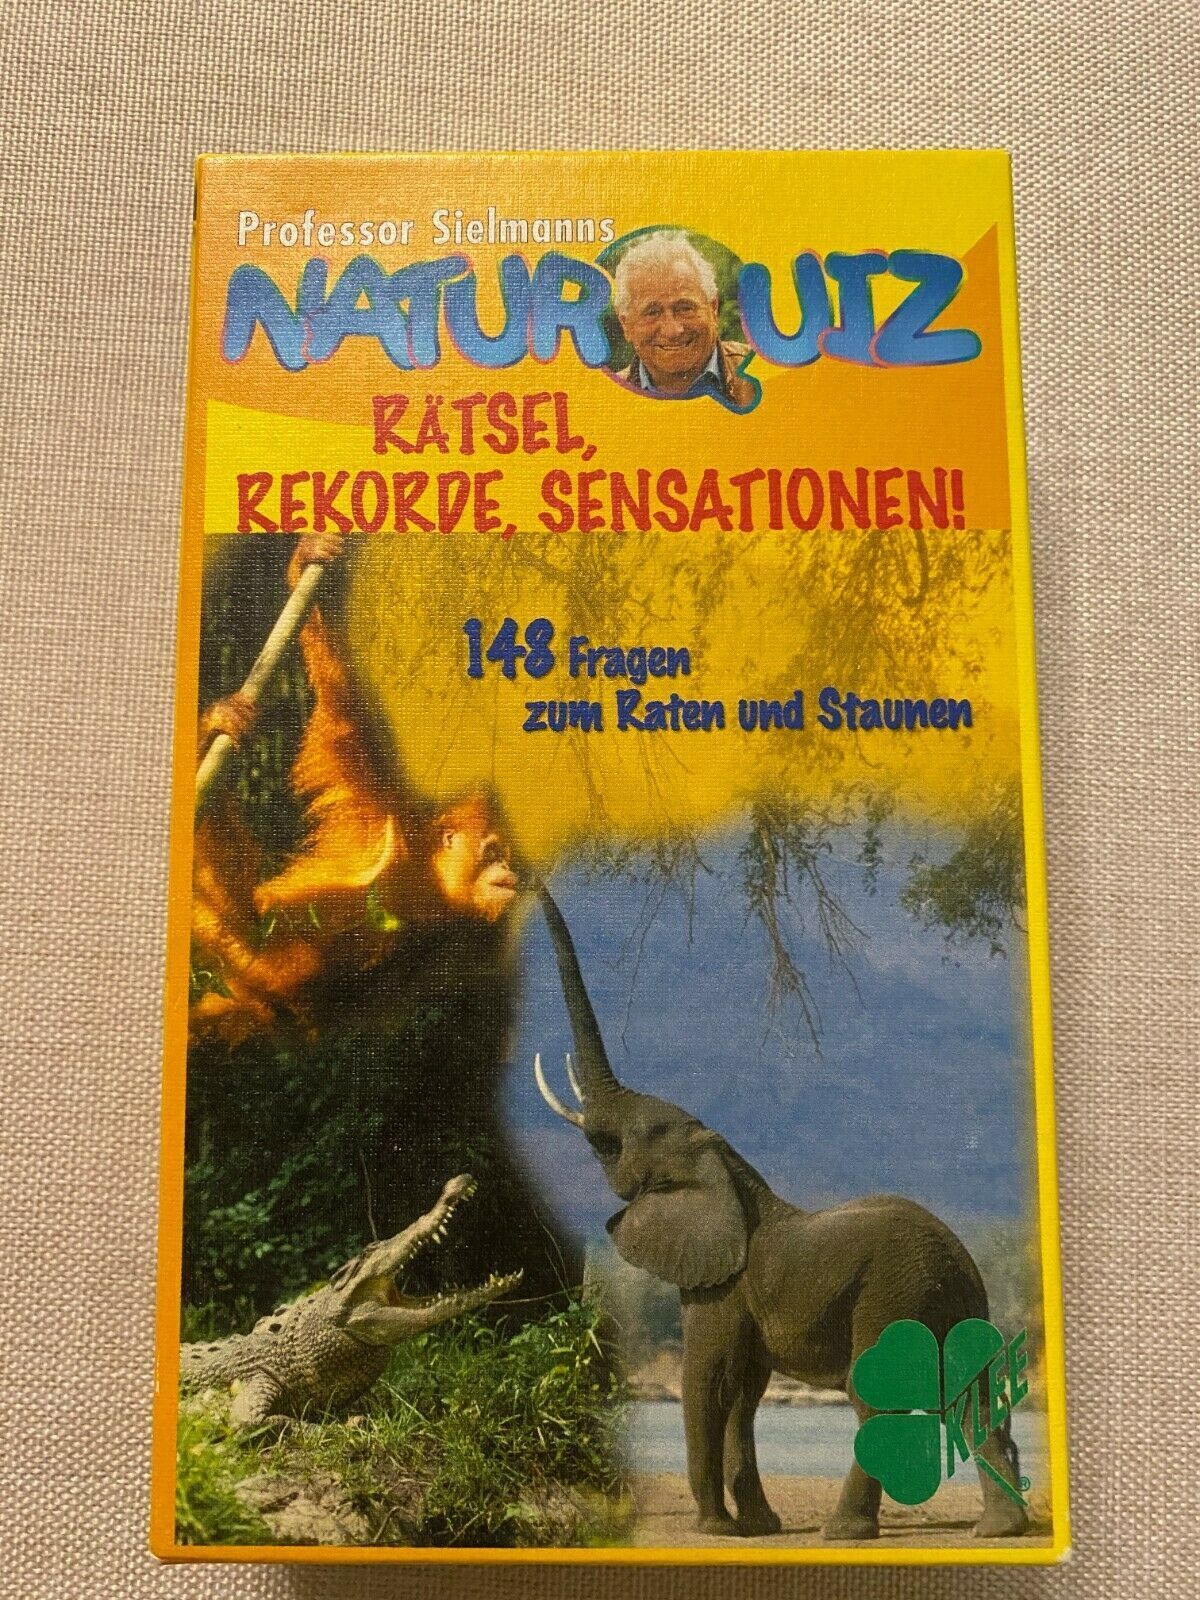 Professor Sielmanns
NATURQUIZ
RÄTSEL,
REKORDE, SENSATIONEN!
148 Fragen
zum Raten und Staunen
KLEE
®